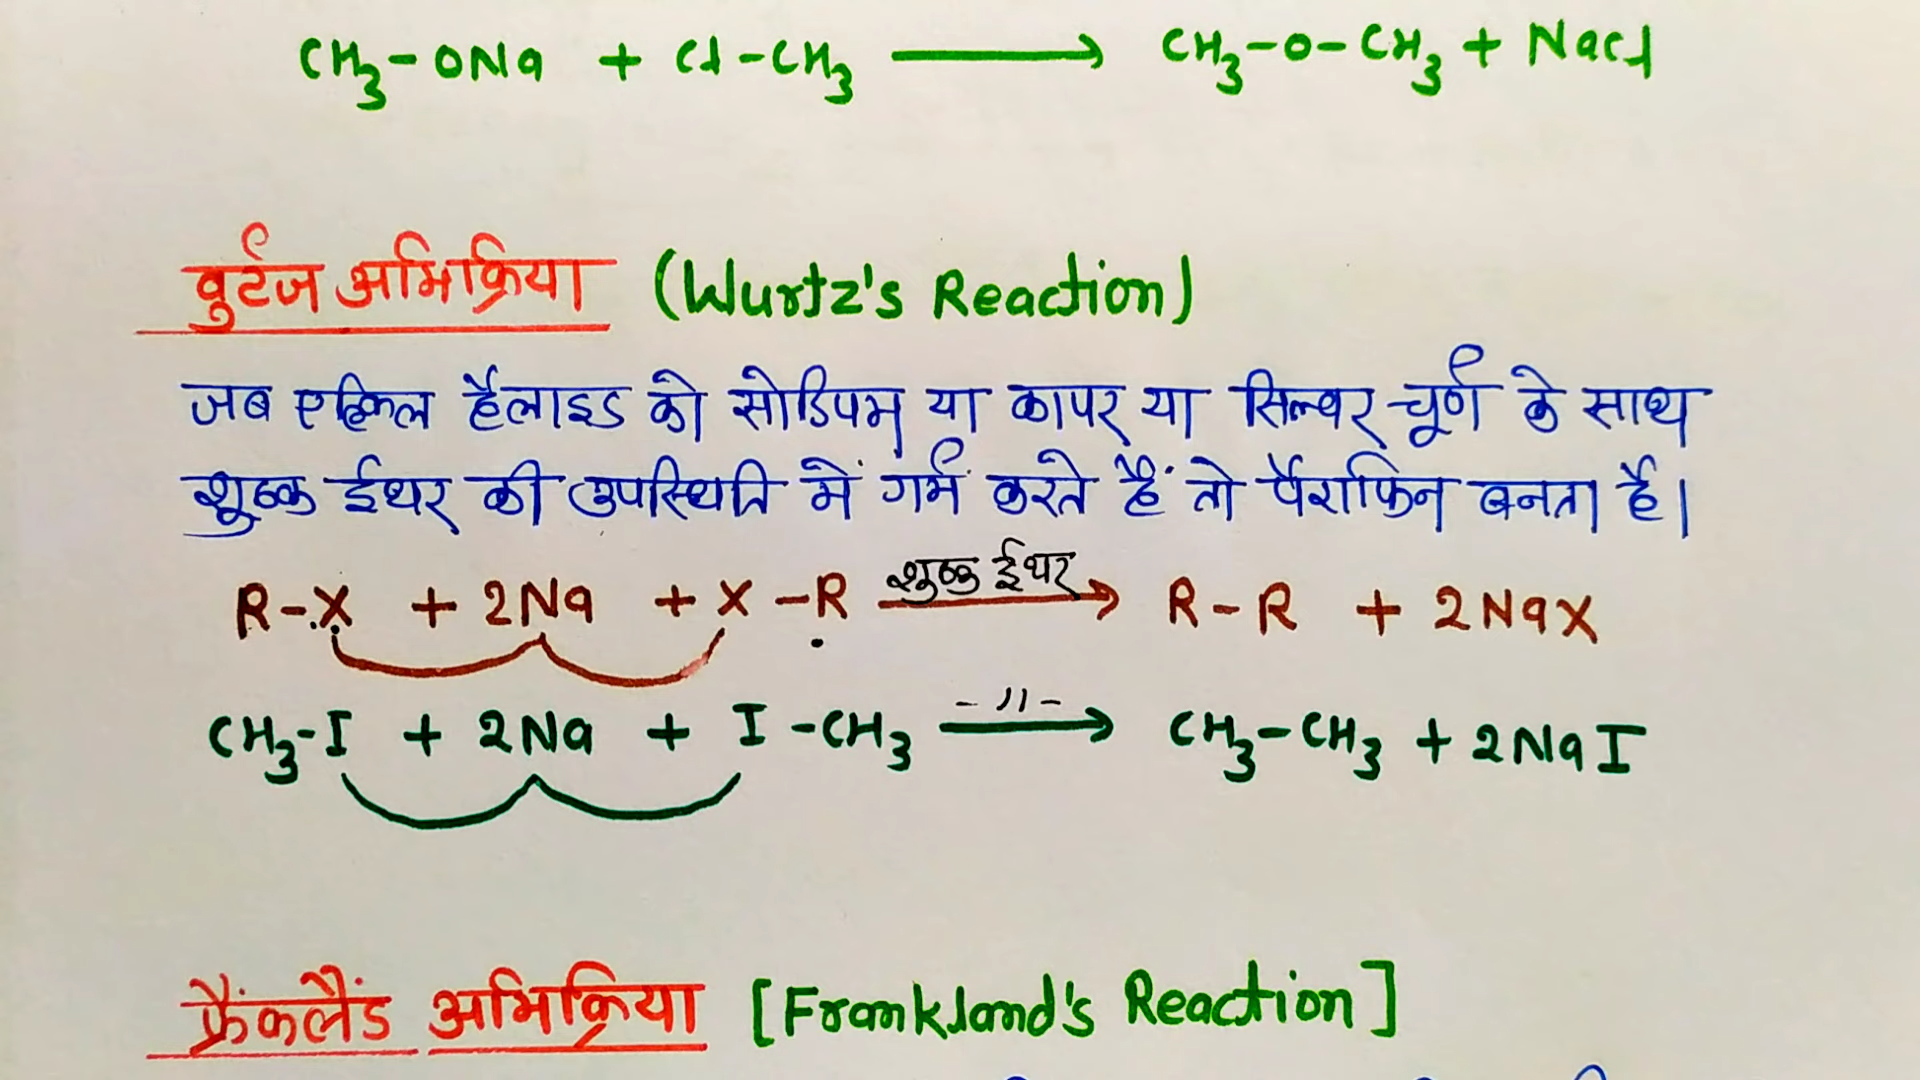 CH₃-ONa + Cl-CH₃ ⟶ CH₃-O-CH₃ + NaCl
वुर्टज अभिक्रिया (Wurtz's Reaction)
जब एल्किल हैलाइड को सोडियम या कापर या सिल्वर चूर्ण के साथ
शुष्क ईथर की उपस्थिति में गर्म करते हैं तो पैराफिन बनता है।
शुष्क ईथर
R-X + 2Na + X-R ⟶ R-R + 2NaX
-〃-
CH₃-I + 2Na + I-CH₃ ⟶ CH₃-CH₃ + 2NaI
फ्रैंकलैंड अभिक्रिया [Frankland's Reaction]